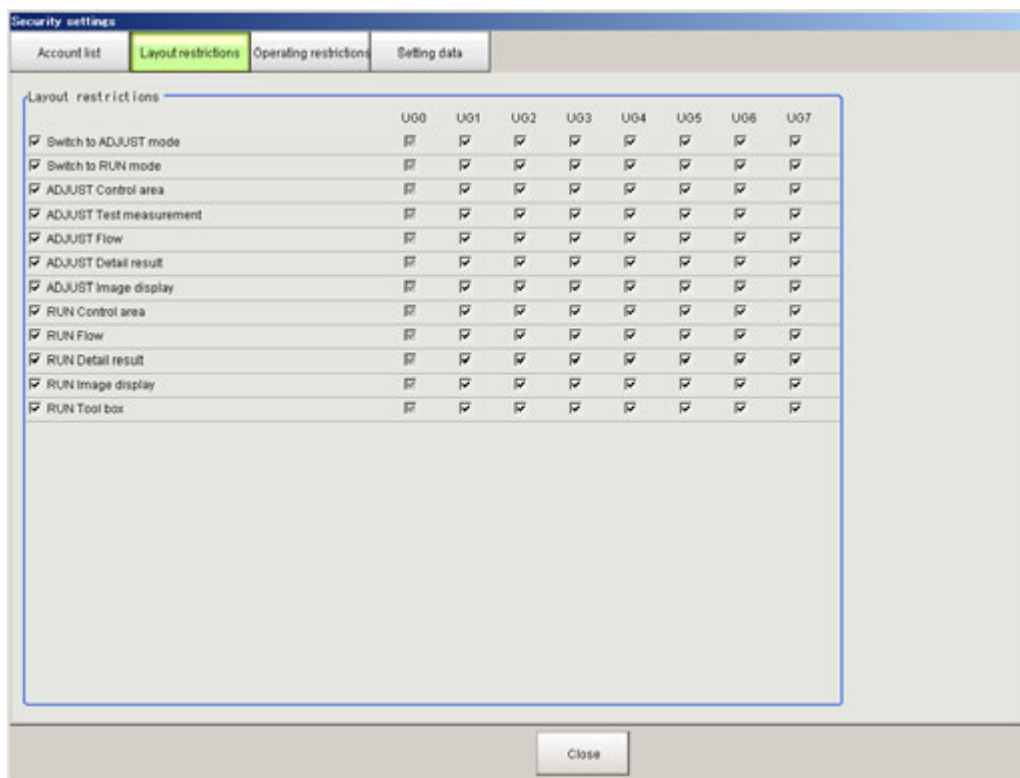 Security settings
Account list Layout restrictions Operating restrictions Setting data
Layout restrictions
UG0 UG1 UG2 UG3 UG4 UG5 UG6 UG7
Switch to ADJUST mode
Switch to RUN mode
ADJUST Control area
ADJUST Test measurement
ADJUST Flow
ADJUST Detail result
ADJUST Image display
RUN Control area
RUN Flow
RUN Detail result
RUN Image display
RUN Tool box
Close